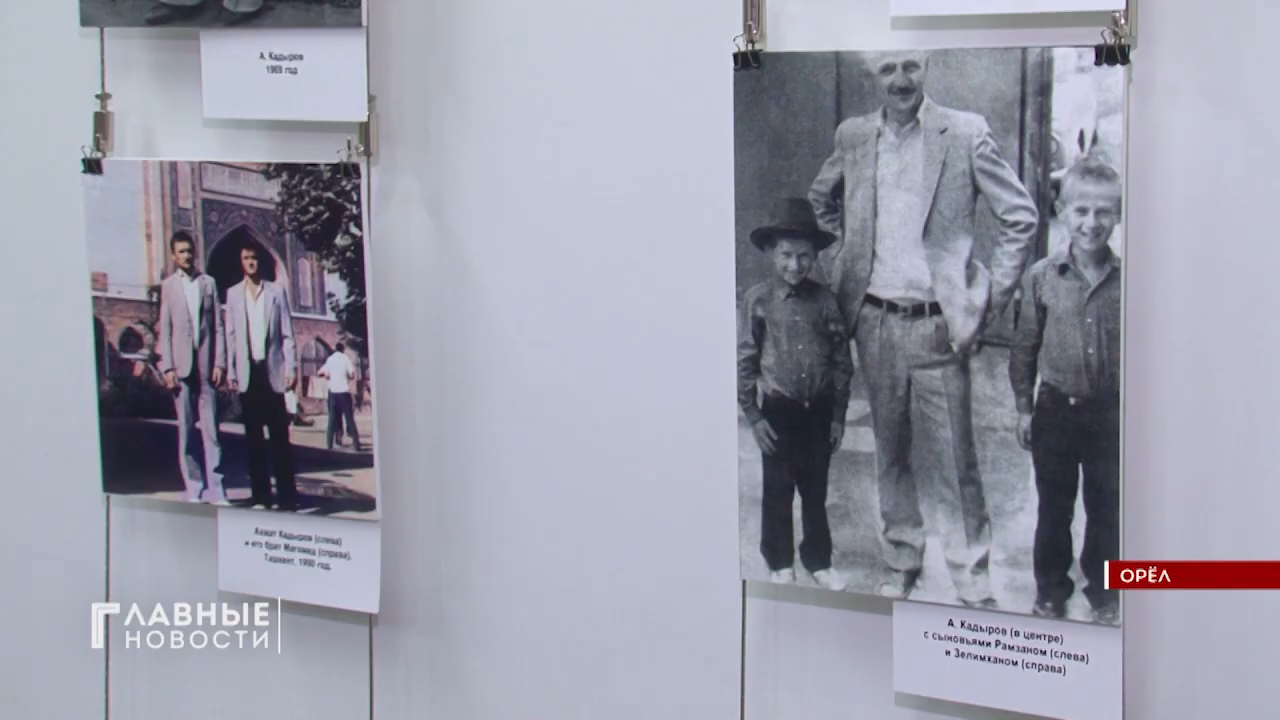 А. Кадыров
1969 год
Ахмат Кадыров (слева)
и его брат Магомед (справа).
Ташкент, 1990 год.
А. Кадыров (в центре)
с сыновьями Рамзаном (слева)
и Зелимханом (справа)
ОРЁЛ
ГЛАВНЫЕ
НОВОСТИ